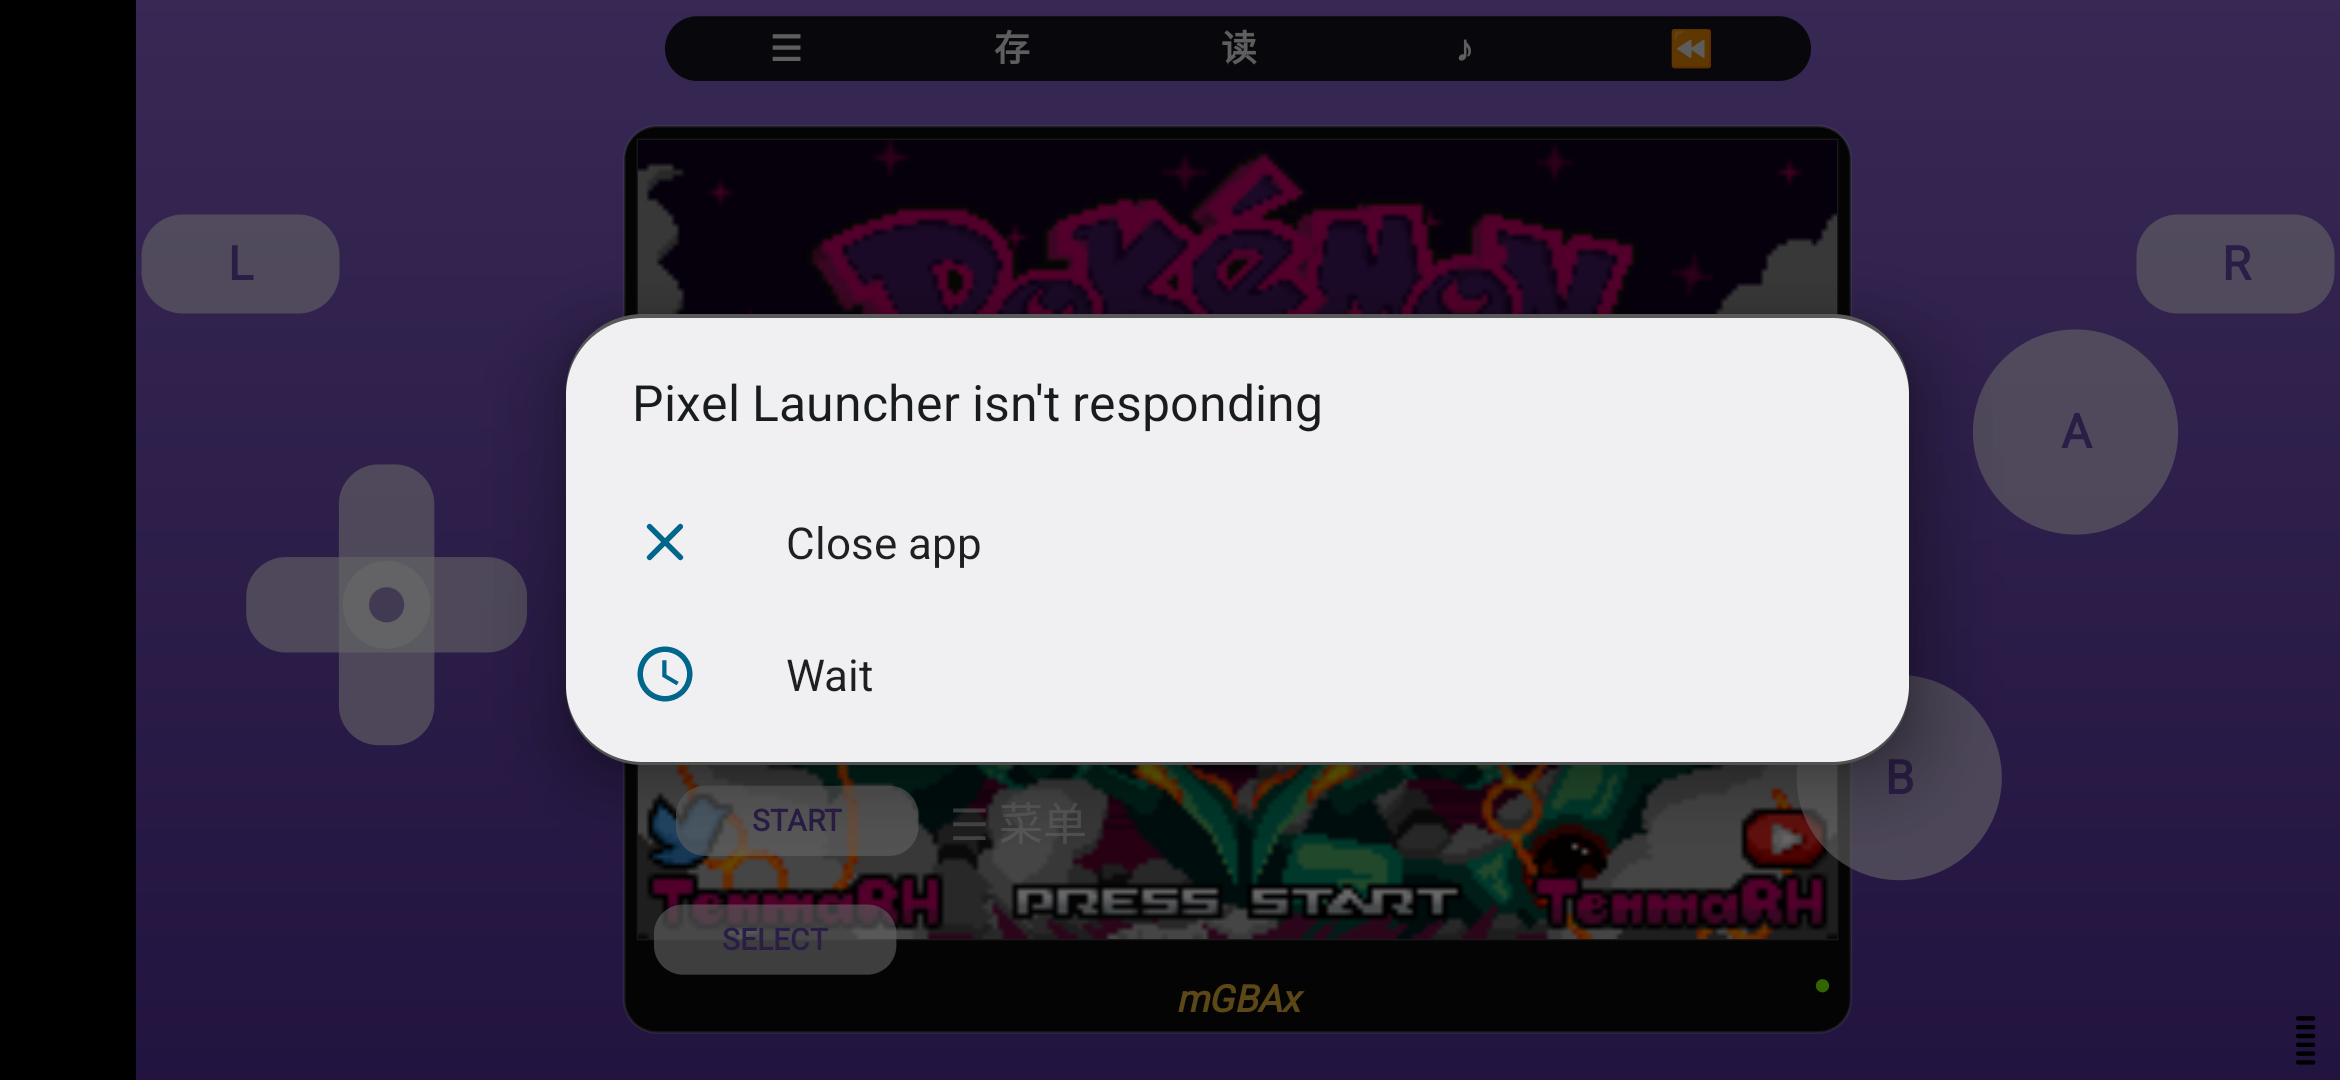 ☰ 存 读 ♪ ⏪
POKéMON
L
R
Pixel Launcher isn't responding
A
Close app
Wait
B
START ☰ 菜单
TenmaRH PRESS START TenmaRH
SELECT
mGBAx